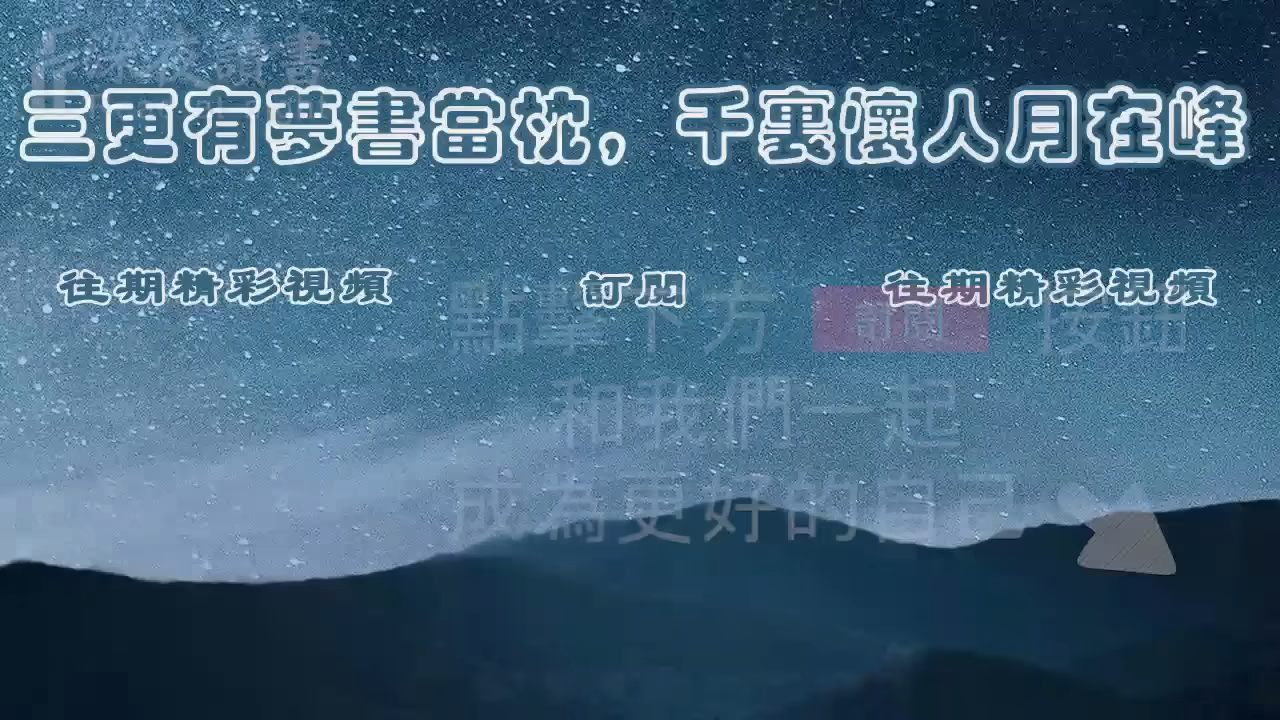 深夜讀書
三更有夢書當枕，千裏懷人月在峰
往期精彩視頻 訂閱 往期精彩視頻
點擊下方 訂閱 按鈕
和我們一起
成為更好的自己